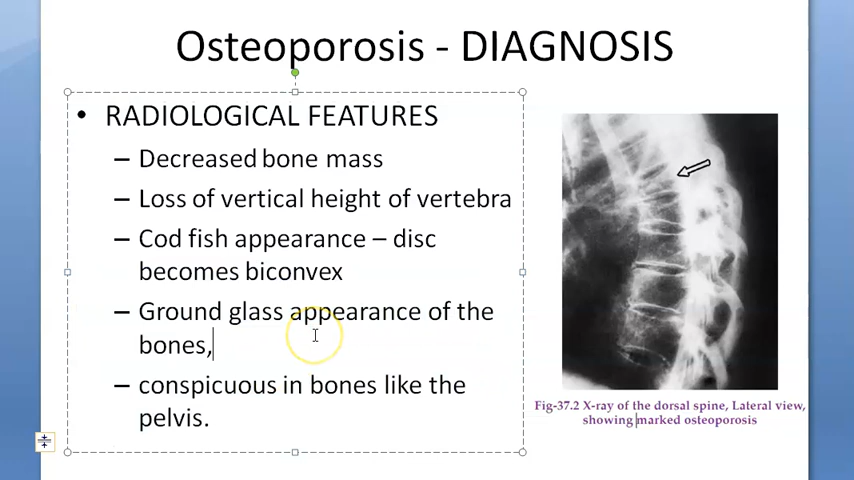 Osteoporosis - DIAGNOSIS
• RADIOLOGICAL FEATURES
– Decreased bone mass
– Loss of vertical height of vertebra
– Cod fish appearance – disc
becomes biconvex
– Ground glass appearance of the
bones,
– conspicuous in bones like the
pelvis.
Fig-37.2 X-ray of the dorsal spine, Lateral view,
showing marked osteoporosis